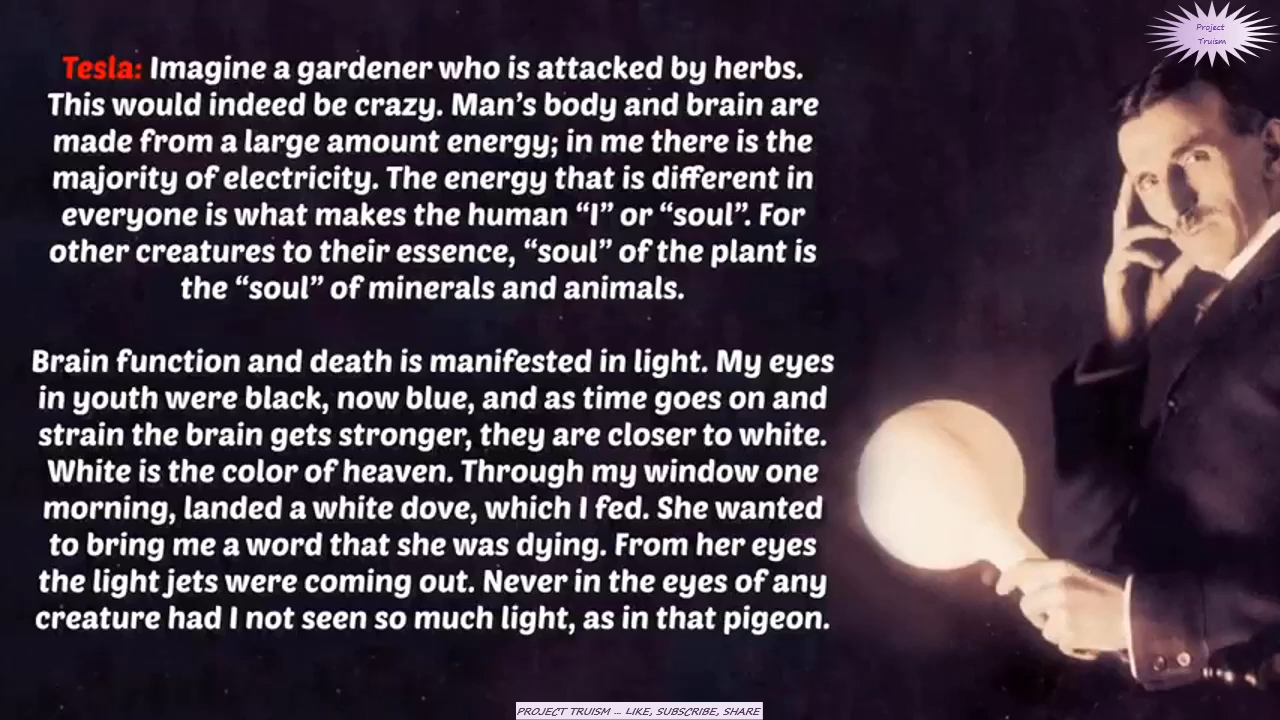 Project
Truism
Tesla: Imagine a gardener who is attacked by herbs.
This would indeed be crazy. Man's body and brain are
made from a large amount energy; in me there is the
majority of electricity. The energy that is different in
everyone is what makes the human “I” or “soul”. For
other creatures to their essence, “soul” of the plant is
the “soul” of minerals and animals.
Brain function and death is manifested in light. My eyes
in youth were black, now blue, and as time goes on and
strain the brain gets stronger, they are closer to white.
White is the color of heaven. Through my window one
morning, landed a white dove, which I fed. She wanted
to bring me a word that she was dying. From her eyes
the light jets were coming out. Never in the eyes of any
creature had I not seen so much light, as in that pigeon.
PROJECT TRUISM ... LIKE, SUBSCRIBE, SHARE